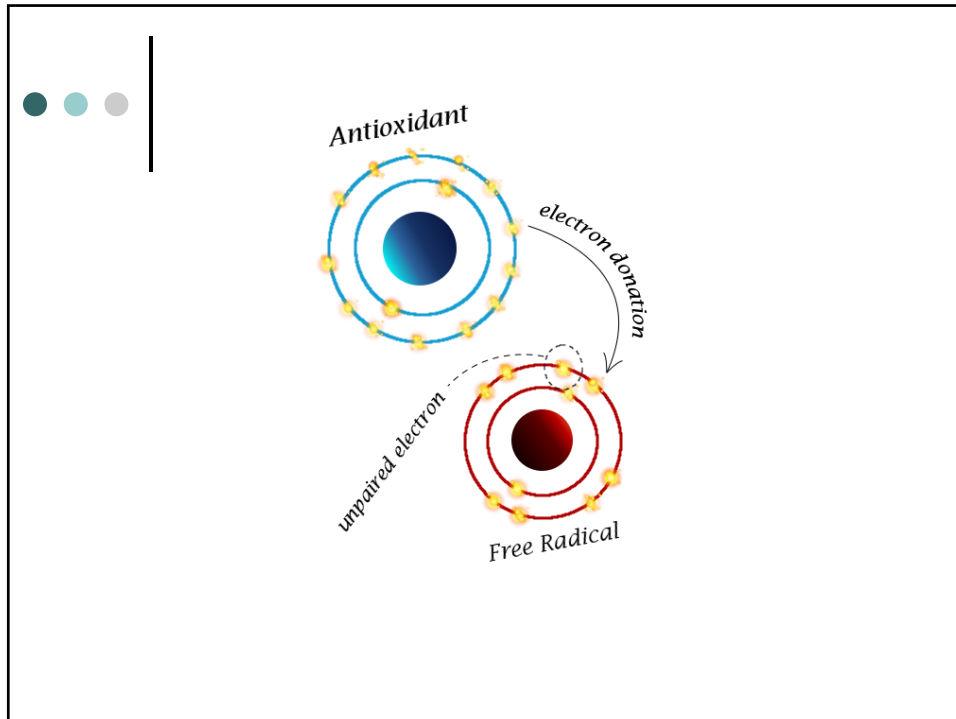 Antioxidant
electron donation
unpaired electron
Free Radical